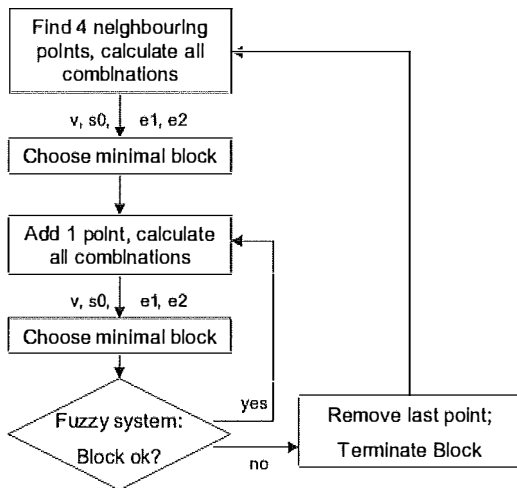 Find 4 neighbouring
points, calculate all
combinations
v, s0, e1, e2
Choose minimal block
Add 1 point, calculate
all combinations
v, s0, e1, e2
Choose minimal block
Fuzzy system:
Block ok?
yes
no
Remove last point;
Terminate Block